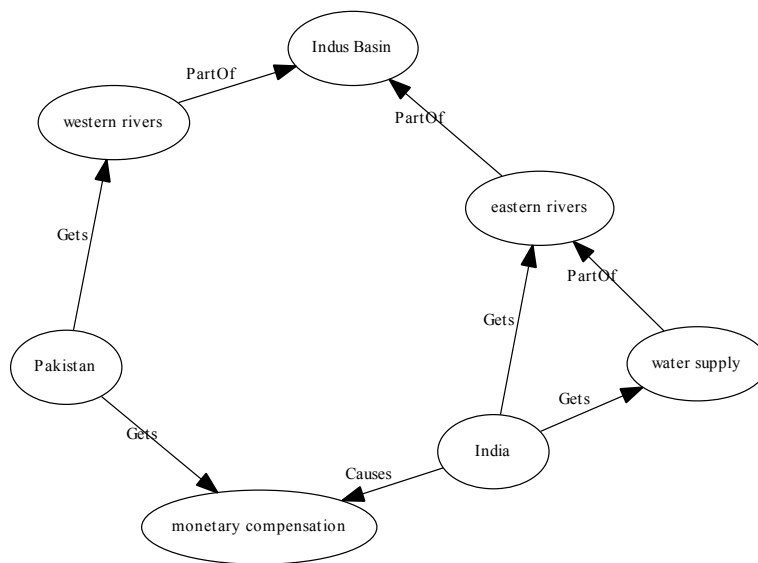 Indus Basin
PartOf
western rivers
PartOf
eastern rivers
Gets
PartOf
Gets
Pakistan
water supply
Gets
Gets
India
Causes
monetary compensation